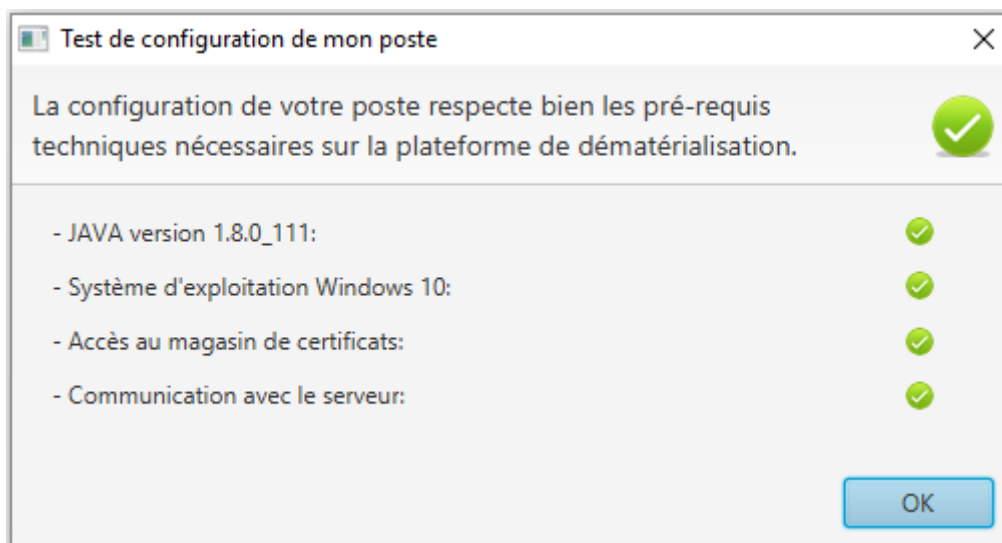 Test de configuration de mon poste
La configuration de votre poste respecte bien les pré-requis
techniques nécessaires sur la plateforme de dématérialisation.
- JAVA version 1.8.0_111:
- Système d'exploitation Windows 10:
- Accès au magasin de certificats:
- Communication avec le serveur:
OK